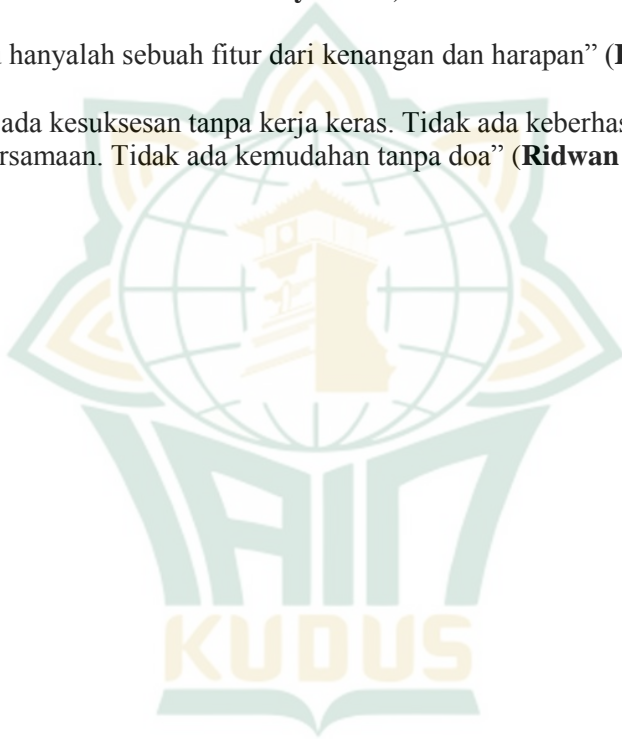 hanyalah sebuah fitur dari kenangan dan harapan” (
ada kesuksesan tanpa kerja keras. Tidak ada keberhas
rsamaan. Tidak ada kemudahan tanpa doa” (Ridwan
IAIN
KUDUS